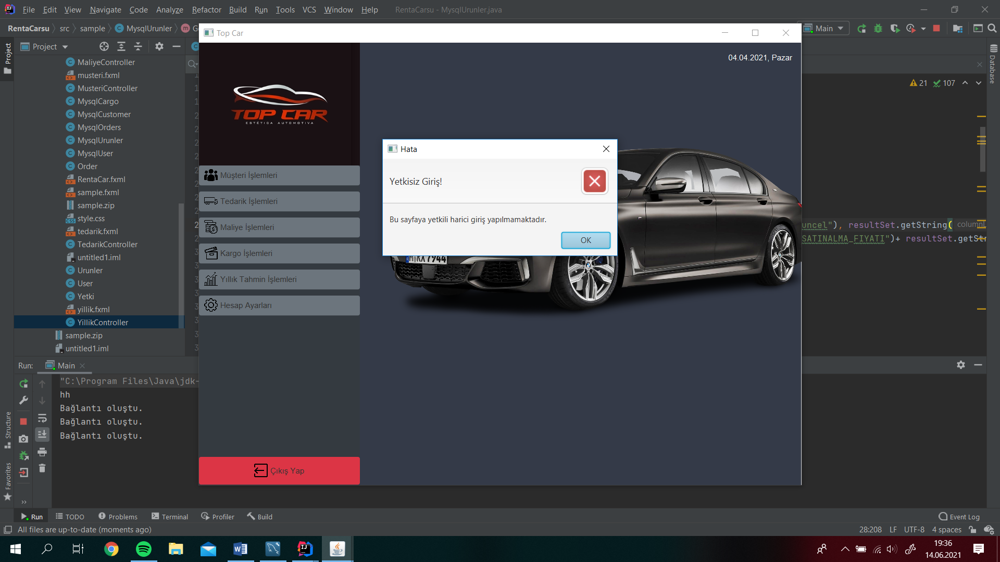 File Edit View Navigate Code Analyze Refactor Build Run Tools VCS Window Help RentaCarsu - MysqlUrunler.java
RentaCarsu src sample MysqlUrunler m Main
Top Car
Project
Project
MaliyeController
musteri.fxml
MusteriController
MysqlCargo
MysqlCustomer
MysqlOrders
MysqlUrunler
MysqlUser
Order
RentaCar.fxml
sample.fxml
sample.zip
style.css
tedarik.fxml
TedarikController
untitled1.iml
Urunler
User
Yetki
yillik.fxml
YillikController
sample.zip
untitled1.iml
TOP CAR
ESTÉTICA AUTOMOTIVA
04.04.2021, Pazar
Müşteri İşlemleri
Tedarik İşlemleri
Maliye İşlemleri
Kargo İşlemleri
Yıllık Tahmin İşlemleri
Hesap Ayarları
Çıkış Yap
Hata
Yetkisiz Giriş!
Bu sayfaya yetkili harici giriş yapılmamaktadır.
OK
21 107
Database
uncel"), resultSet.getString( columnL
SATINALMA_FIYATI")+ resultSet.getStr
Run: Main
"C:\Program Files\Java\jdk-
hh
Bağlantı oluştu.
Bağlantı oluştu.
Bağlantı oluştu.
Structure
Favorites
Run TODO Problems Terminal Profiler Build Event Log
All files are up-to-date (moments ago) 28:208 LF UTF-8 4 spaces
19:36
14.06.2021